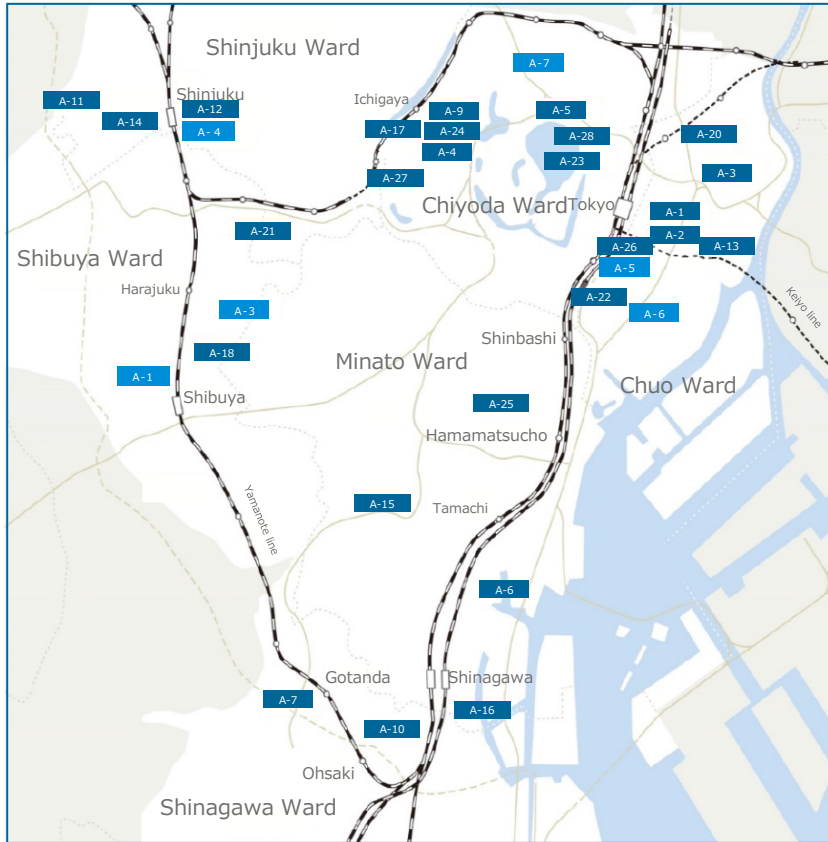 Shinjuku Ward
A-7
Shinjuku
Ichigaya
A-11
A-14
A-12
A- 4
A-9
A-17
A-24
A-4
A-27
A-5
A-28
A-23
A-20
A-3
Chiyoda Ward
Tokyo
A-1
A-2
A-13
A-26
A-5
A-21
Shibuya Ward
Harajuku
A-3
A-22
A-6
Keiyo line
A-18
Shinbashi
Minato Ward
A-1
Shibuya
Chuo Ward
A-25
Hamamatsucho
A-15
Tamachi
Yamanote line
A-6
Gotanda
Shinagawa
A-7
A-16
A-10
Ohsaki
Shinagawa Ward